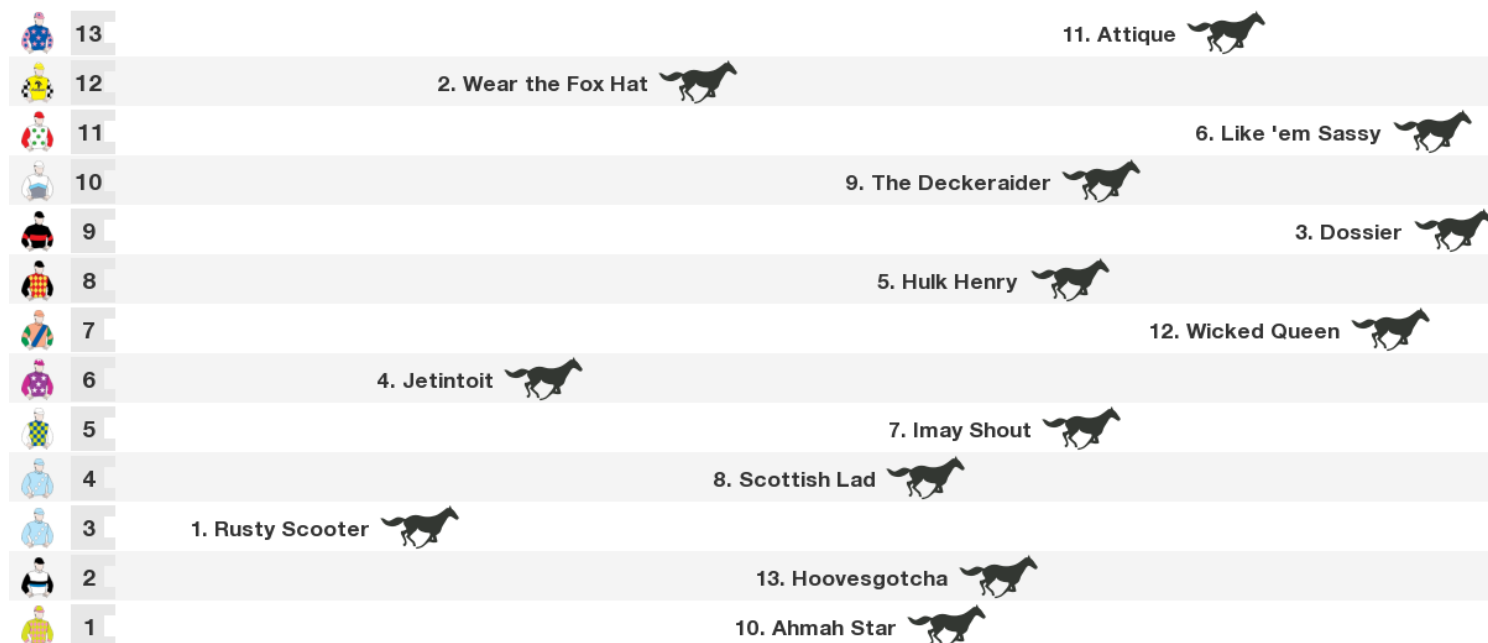 13 11. Attique
12 2. Wear the Fox Hat
11 6. Like 'em Sassy
10 9. The Deckeraider
9 3. Dossier
8 5. Hulk Henry
7 12. Wicked Queen
6 4. Jetintoit
5 7. Imay Shout
4 8. Scottish Lad
3 1. Rusty Scooter
2 13. Hoovesgotcha
1 10. Ahmah Star